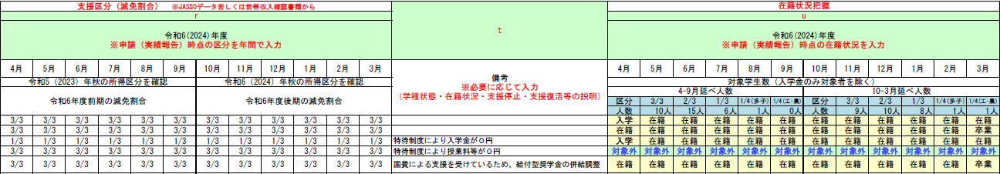 支援区分（減免割合） ※JASSOデータ若しくは世帯収入確認書類から
r
令和6(2024)年度
※申請（実績報告）時点の区分を年間で入力
4月 5月 6月 7月 8月 9月 10月 11月 12月 1月 2月 3月
令和5（2023）年秋の所得区分を確認 令和6（2024）年秋の所得区分を確認
令和6年度前期の減免割合 令和6年度後期の減免割合
t
備考
※必要に応じて入力
（学種状態・在籍状況・支援停止・支援復活等の説明）
在籍状況把握
u
令和6(2024)年度
※申請（実績報告）時点の在籍状況を入力
4月 5月 6月 7月 8月 9月 10月 11月 12月 1月 2月 3月
対象学生数（入学金のみ対象者を除く）
4-9月延べ人数 10-3月延べ人数
区分 3/3 2/3 1/3 1/4(多子) 1/4(工・農) 区分 3/3 2/3 1/3 1/4(多子) 1/4(工・農)
人数 10人 15人 6人 1人 0人 人数 9人 10人 8人 1人 1人
3/3 3/3 3/3 3/3 3/3 3/3 3/3 3/3 3/3 3/3 3/3 3/3 入学 在籍 在籍 在籍 在籍 在籍 在籍 在籍 在籍 在籍 在籍 在籍
3/3 3/3 3/3 3/3 3/3 3/3 3/3 3/3 3/3 3/3 3/3 3/3 在籍 在籍 在籍 在籍 在籍 在籍 在籍 在籍 在籍 在籍 在籍 卒業
1/3 1/3 1/3 1/3 1/3 1/3 1/3 1/3 1/3 1/3 1/3 1/3 特待制度により入学金が０円 入学 在籍 在籍 在籍 在籍 在籍 在籍 在籍 在籍 在籍 在籍 在籍
3/3 3/3 3/3 3/3 3/3 3/3 3/3 3/3 3/3 3/3 3/3 3/3 特待制度により授業料等が０円 対象外 対象外 対象外 対象外 対象外 対象外 対象外 対象外 対象外 対象外 対象外 対象外
3/3 3/3 3/3 3/3 3/3 3/3 3/3 3/3 3/3 3/3 3/3 3/3 国費による支援を受けているため、給付型奨学金の併給調整 在籍 在籍 在籍 在籍 在籍 在籍 在籍 在籍 在籍 在籍 在籍 卒業